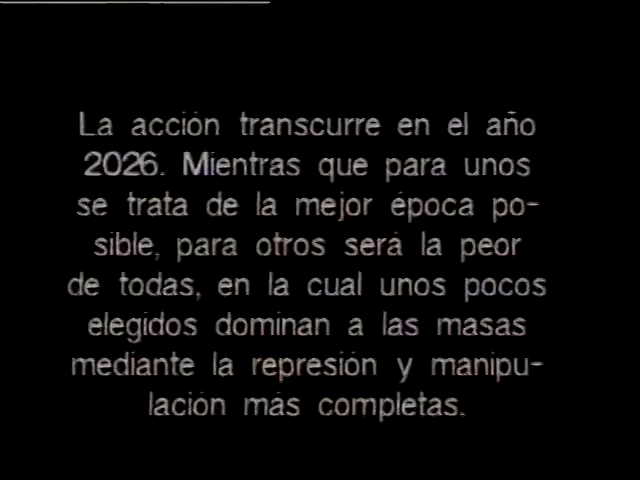 La acción transcurre en el año
2026. Mientras que para unos
se trata de la mejor época po-
sible, para otros será la peor
de todas, en la cual unos pocos
elegidos dominan a las masas
mediante la represión y manipu-
lación más completas.